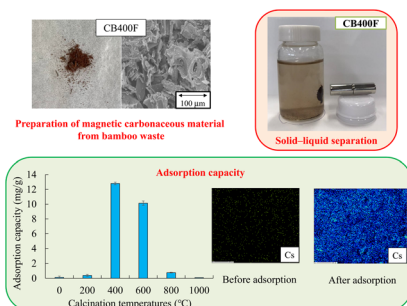 CB400F
100 μm
Preparation of magnetic carbonaceous material
from bamboo waste
CB400F
Solid–liquid separation
Adsorption capacity
Adsorption capacity (mg/g)
14
12
10
8
6
4
2
0
0 200 400 600 800 1000
Calcination temperatures (°C)
Cs
Before adsorption
Cs
After adsorption